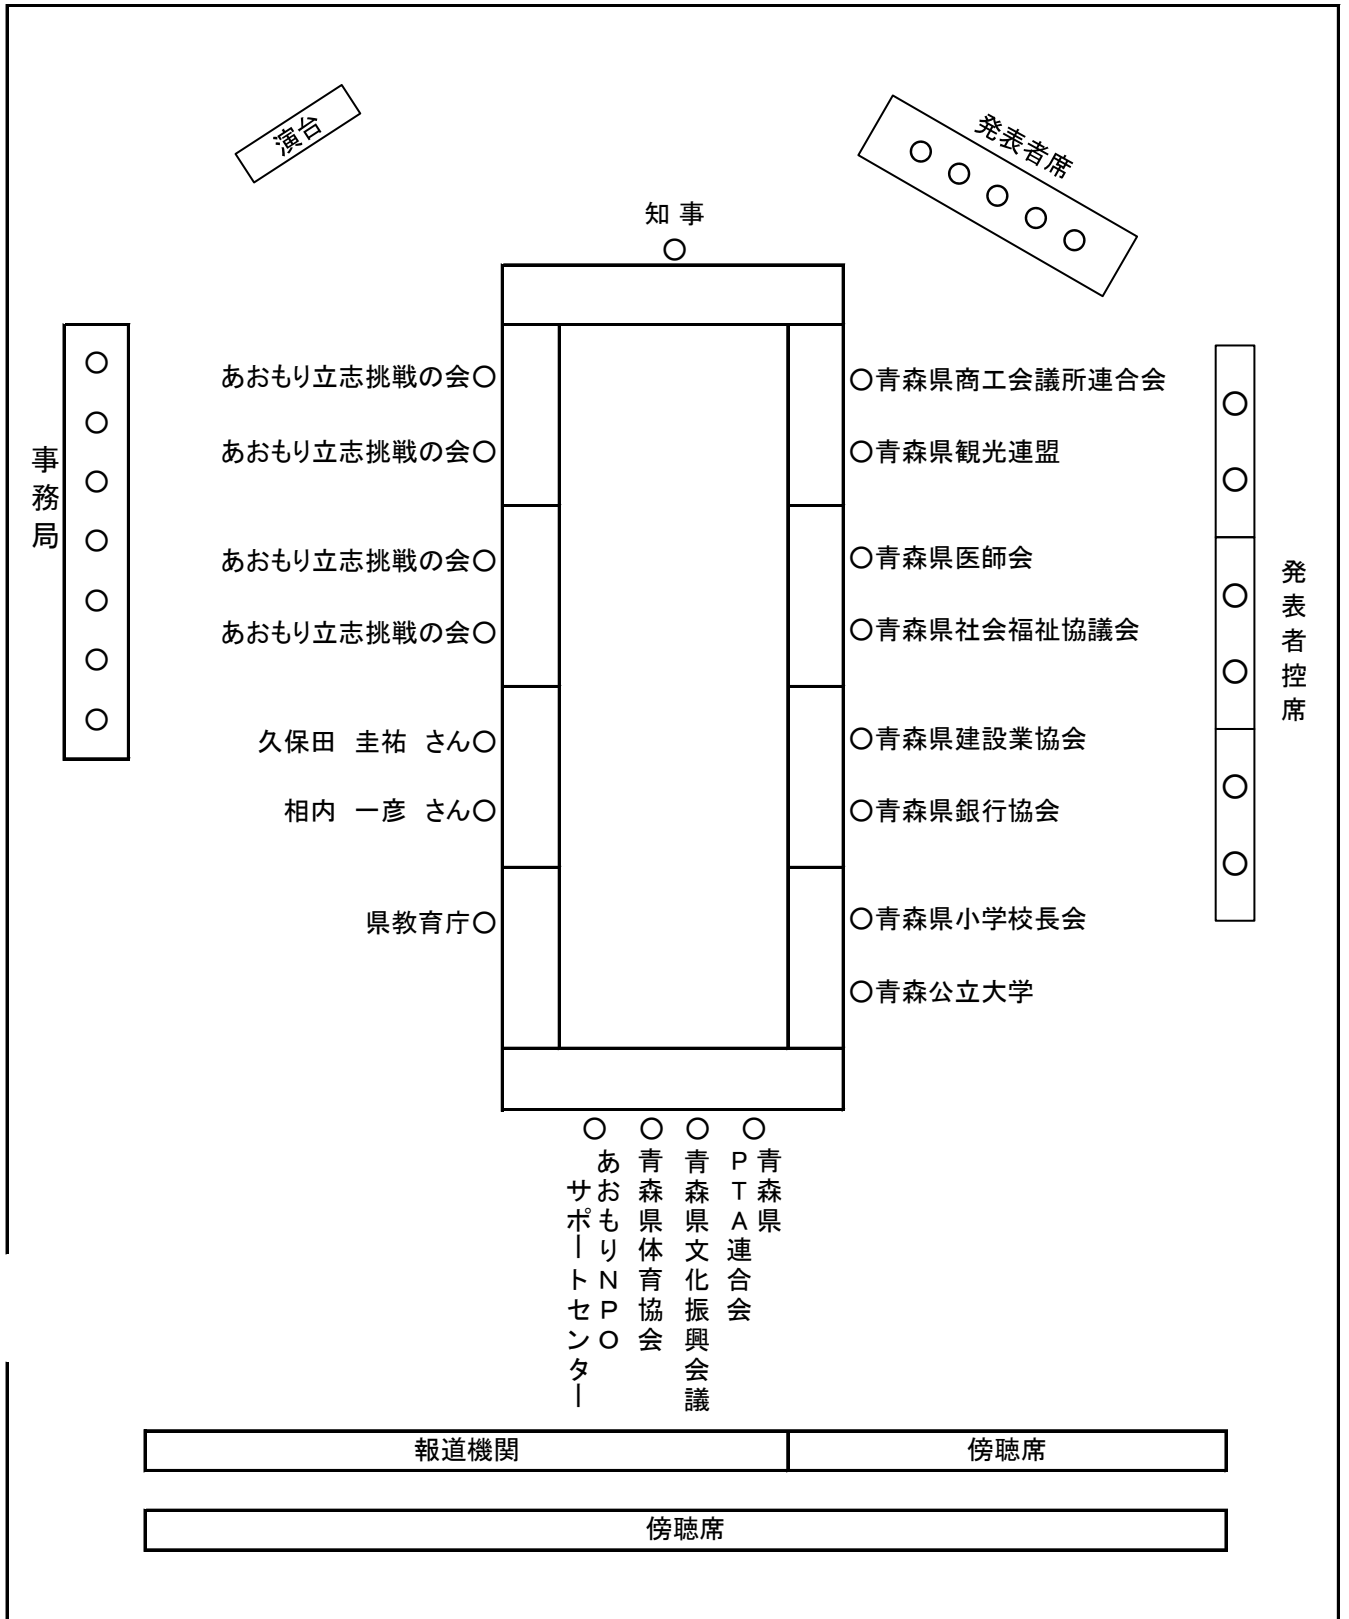 演台
発表者席
知 事
事務局
あおもり立志挑戦の会○
あおもり立志挑戦の会○
あおもり立志挑戦の会○
あおもり立志挑戦の会○
久保田　圭祐　さん○
相内　一彦　さん○
県教育庁○
○青森県商工会議所連合会
○青森県観光連盟
○青森県医師会
○青森県社会福祉協議会
○青森県建設業協会
○青森県銀行協会
○青森県小学校長会
○青森公立大学
発表者控席
青森県
ＰＴＡ連合会
青森県文化振興会議
青森県体育協会
あおもりＮＰＯ
サポートセンター
報道機関
傍聴席
傍聴席